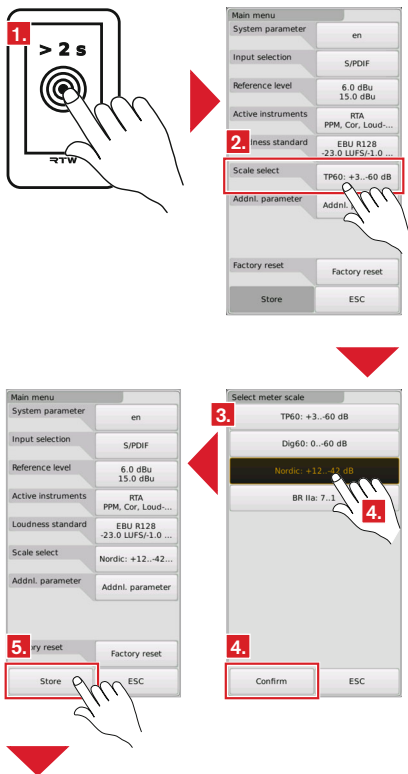 1.
> 2 s
RTW
Main menu
System parameter
en
Input selection
S/PDIF
Reference level
6.0 dBu
15.0 dBu
Active instruments
RTA
PPM, Cor, Loud-...
2.
ness standard
EBU R128
-23.0 LUFS/-1.0 ...
Scale select
TP60: +3..-60 dB
Addnl. parameter
Addnl.
Factory reset
Factory reset
Store
ESC
Main menu
System parameter
en
Input selection
S/PDIF
Reference level
6.0 dBu
15.0 dBu
Active instruments
RTA
PPM, Cor, Loud-...
Loudness standard
EBU R128
-23.0 LUFS/-1.0 ...
Scale select
Nordic: +12..-42...
Addnl. parameter
Addnl. parameter
5.
ory reset
Factory reset
Store
ESC
Select meter scale
3.
TP60: +3..-60 dB
Dig60: 0..-60 dB
Nordic: +12..-42 dB
BR IIa: 7..1
4.
4.
Confirm
ESC